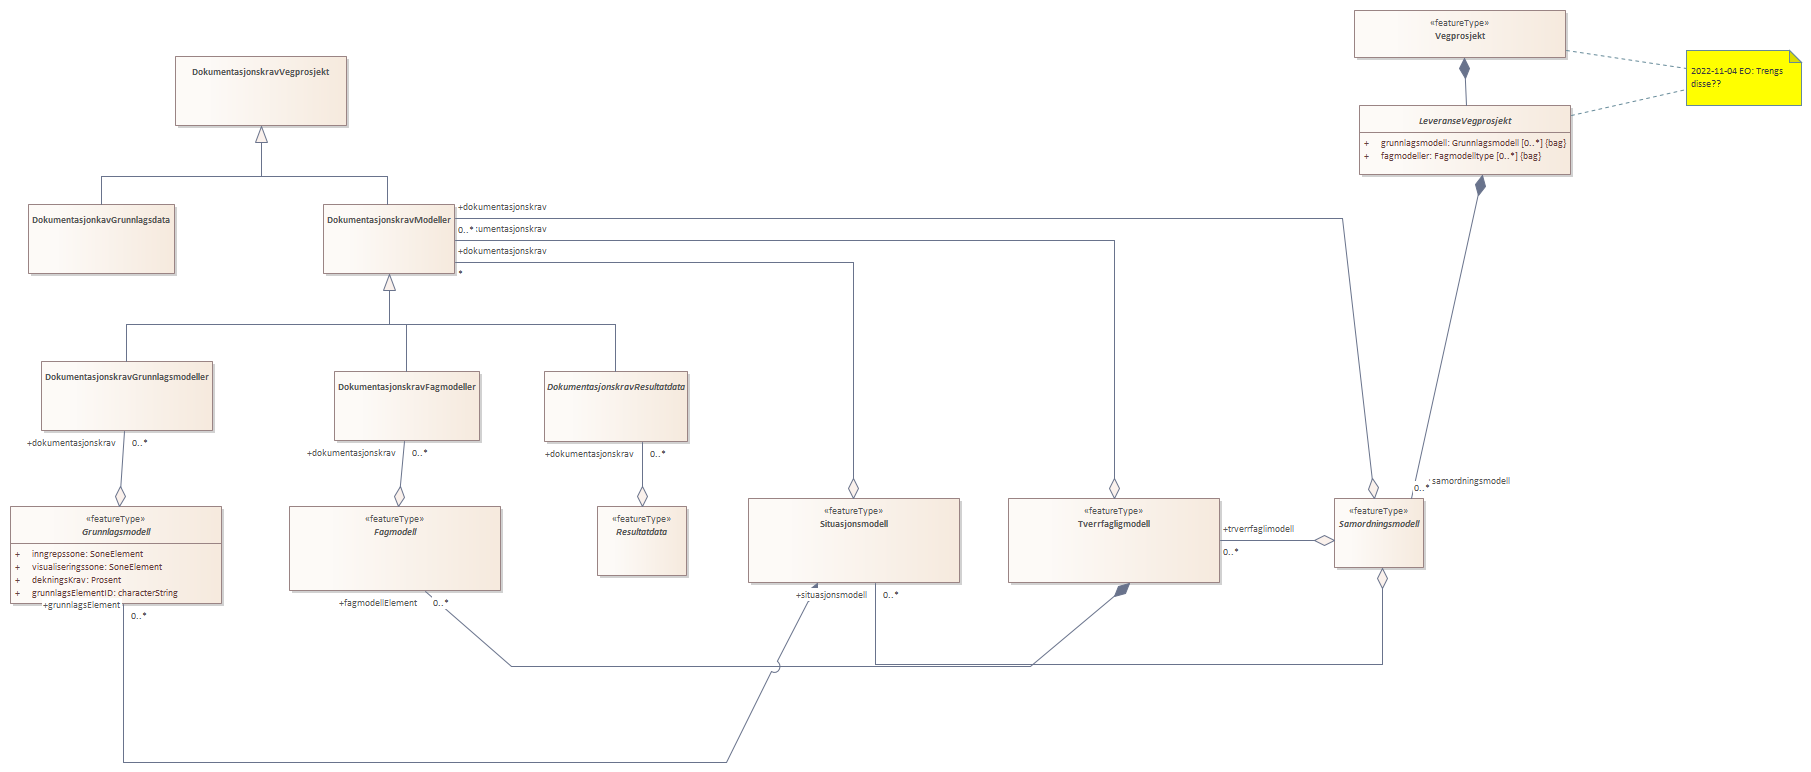 «featureType»
Vegprosjekt
2022-11-04 EO: Trengs
disse??
DokumentasjonskravVegprosjekt
LeveranseVegprosjekt
+ grunnlagsmodell: Grunnlagsmodell [0..*] {bag}
+ fagmodeller: Fagmodelltype [0..*] {bag}
DokumentasjonkavGrunnlagsdata
DokumentasjonskravModeller
+dokumentasjonskrav
0..* :umentasjonskrav
+dokumentasjonskrav
*
DokumentasjonskravGrunnlagsmodeller
DokumentasjonskravFagmodeller
DokumentasjonskravResultatdata
+dokumentasjonskrav 0..*
+dokumentasjonskrav 0..*
+dokumentasjonskrav 0..*
samordningsmodell
0..*
«featureType»
Grunnlagsmodell
+ inngrepssone: SoneElement
+ visualiseringssone: SoneElement
+ dekningsKrav: Prosent
+ grunnlagsElementID: characterString
+grunnlagsElement
0..*
«featureType»
Fagmodell
+fagmodellElement 0..*
«featureType»
Resultatdata
«featureType»
Situasjonsmodell
+situasjonsmodell 0..*
«featureType»
Tverrfagligmodell
+trverrfaglimodell
0..*
«featureType»
Samordningsmodell